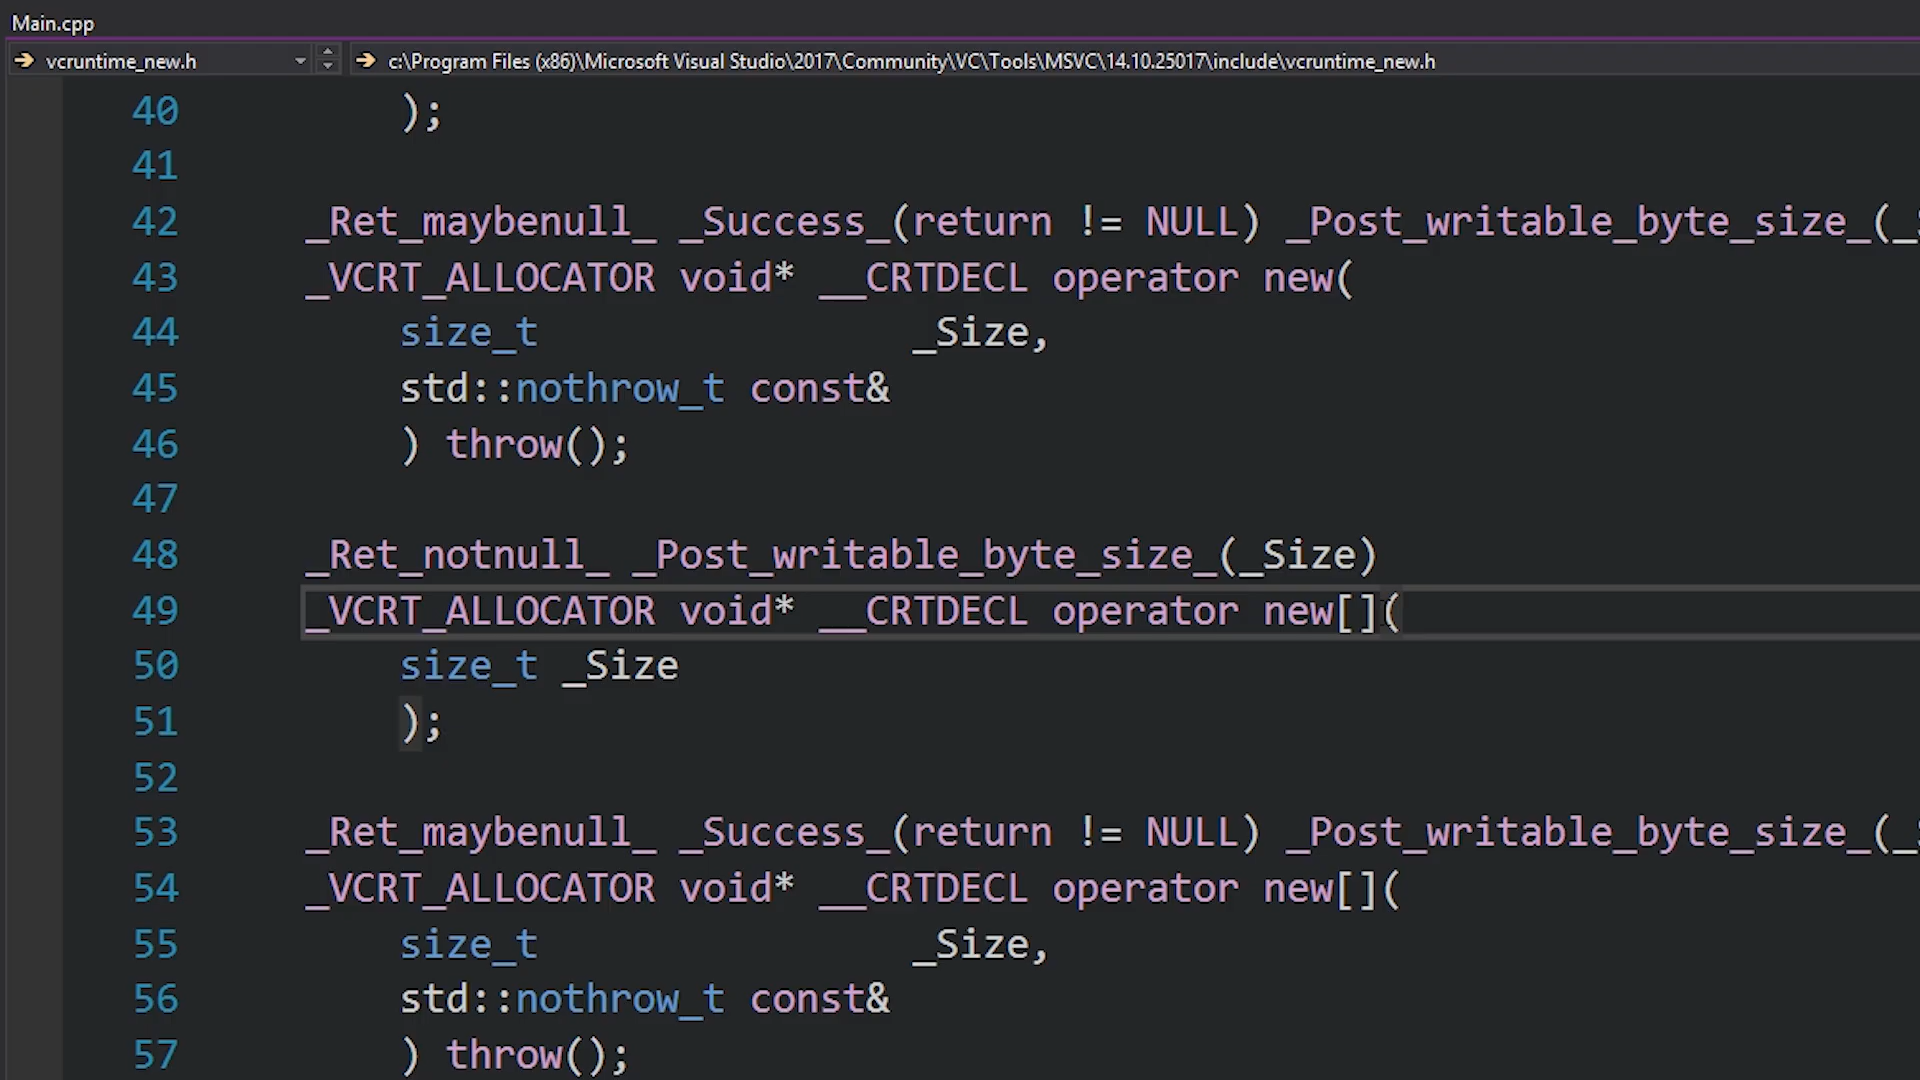 Main.cpp
vcruntime_new.h c:\Program Files (x86)\Microsoft Visual Studio\2017\Community\VC\Tools\MSVC\14.10.25017\include\vcruntime_new.h
40 );
41
42 _Ret_maybenull_ _Success_(return != NULL) _Post_writable_byte_size_(_
43 _VCRT_ALLOCATOR void* __CRTDECL operator new(
44 size_t _Size,
45 std::nothrow_t const&
46 ) throw();
47
48 _Ret_notnull_ _Post_writable_byte_size_(_Size)
49 _VCRT_ALLOCATOR void* __CRTDECL operator new[](
50 size_t _Size
51 );
52
53 _Ret_maybenull_ _Success_(return != NULL) _Post_writable_byte_size_(_
54 _VCRT_ALLOCATOR void* __CRTDECL operator new[](
55 size_t _Size,
56 std::nothrow_t const&
57 ) throw();